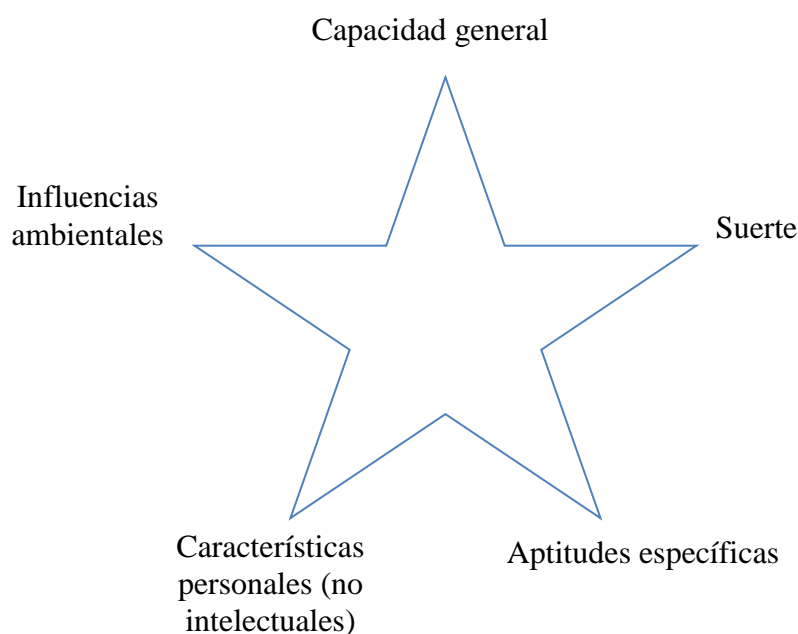 Capacidad general
Influencias
ambientales
Suerte
Características
personales (no
intelectuales)
Aptitudes específicas